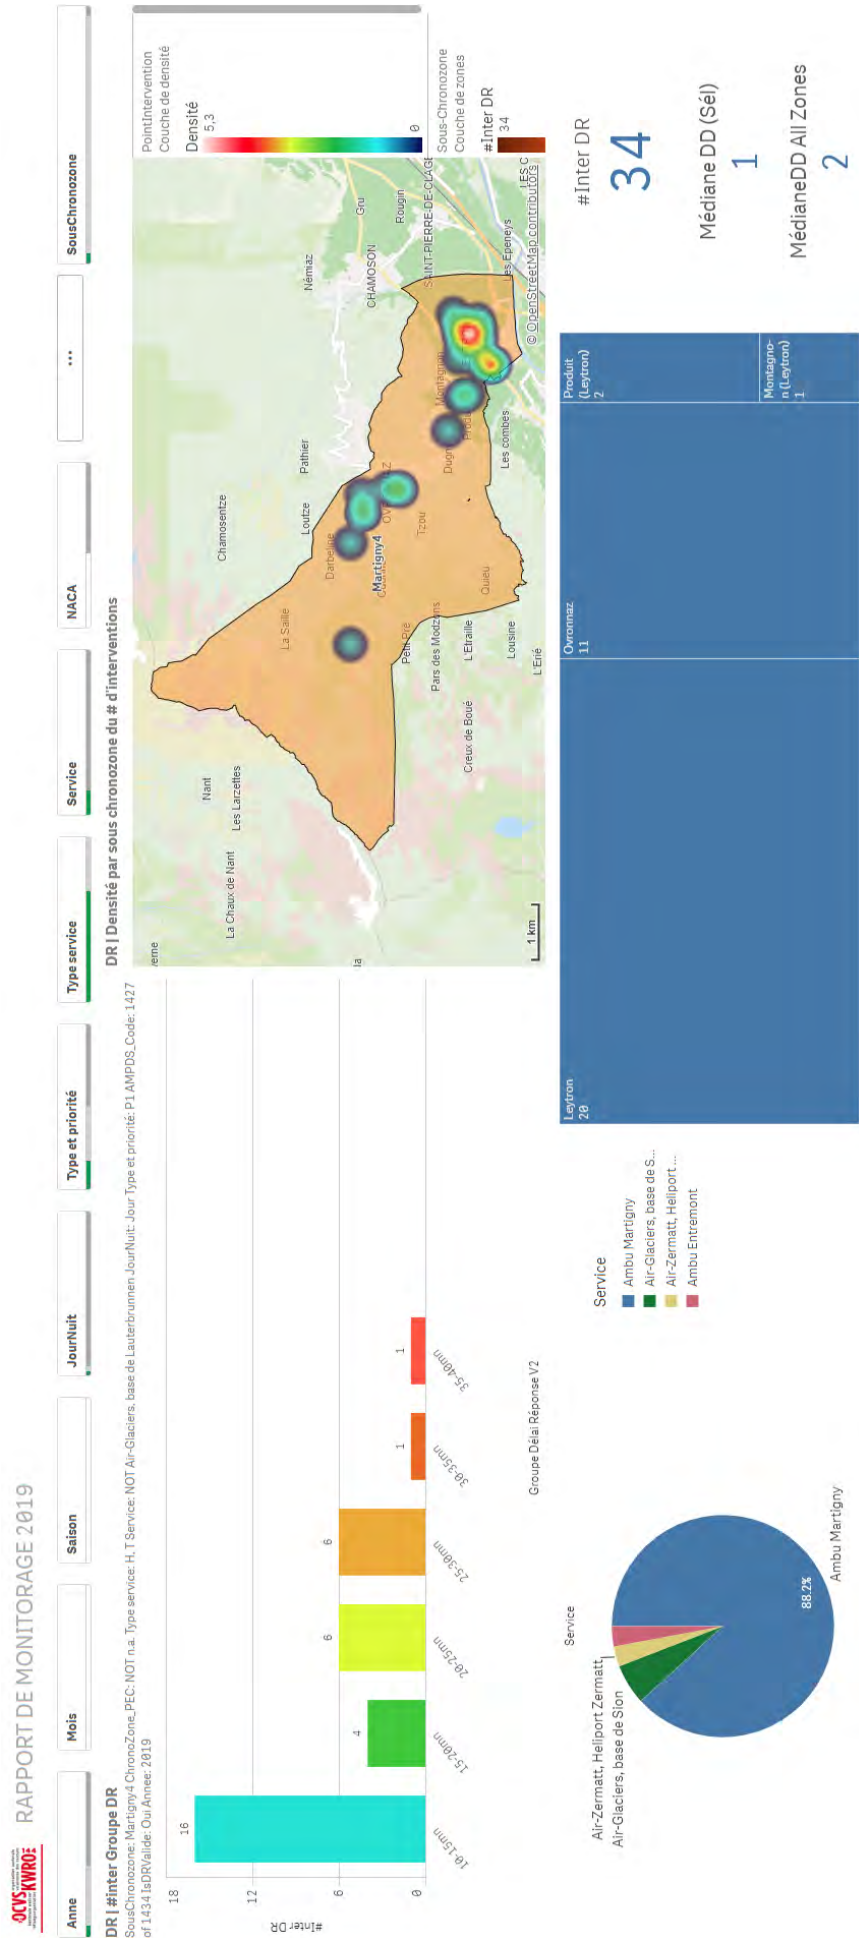 OCVS
KWRO
RAPPORT DE MONITORAGE 2019
Anne
Mois
Saison
JourNuit
Type et priorité
Type service
Service
NACA
...
SousChronozone
DR | #inter Groupe DR
SousChronozone: Martigny4 ChronoZone_PEC: NOT n.a. Type service: H, T Service: NOT Air-Glaciers, base de Lauterbrunnen JourNuit: Jour Type et priorité: P1 AMPDS_Code: 1427
of 1434 IsDRValide: Oui Annee: 2019
#Inter DR
18
12
6
0
16
4
6
6
1
1
10-15mn
15-20mn
20-25mn
25-30mn
30-35mn
35-40mn
Groupe Délai Réponse V2
DR | Densité par sous chronozone du # d'interventions
Nant
Les Larzettes
La Chaux de Nant
Chamosentze
Pathier
Loutze
Némiaz
Gru
CHAMOSON
Rougin
SAINT-PIERRE-DE-CLAGE
Les Epeneys
La Saille
Darbeline
Martigny4
Tzou
Quieu
Petit Pré
Pars des Modzons
L'Etraille
Lousine
L'Erié
Creux de Boué
Les combes
Montagnon
1 km
© OpenStreetMap contributors
PointIntervention
Couche de densité
Densité
5,3
0
Sous-Chronozone
Couche de zones
#Inter DR
34
Service
Air-Zermatt, Heliport Zermatt
Air-Glaciers, base de Sion
88.2%
Ambu Martigny
Service
Ambu Martigny
Air-Glaciers, base de S...
Air-Zermatt, Heliport ...
Ambu Entremont
Leytron
20
Ovronnaz
11
Produit
(Leytron)
2
Montagno-
n (Leytron)
1
#Inter DR
34
Médiane DD (Sél)
1
MédianeDD All Zones
2